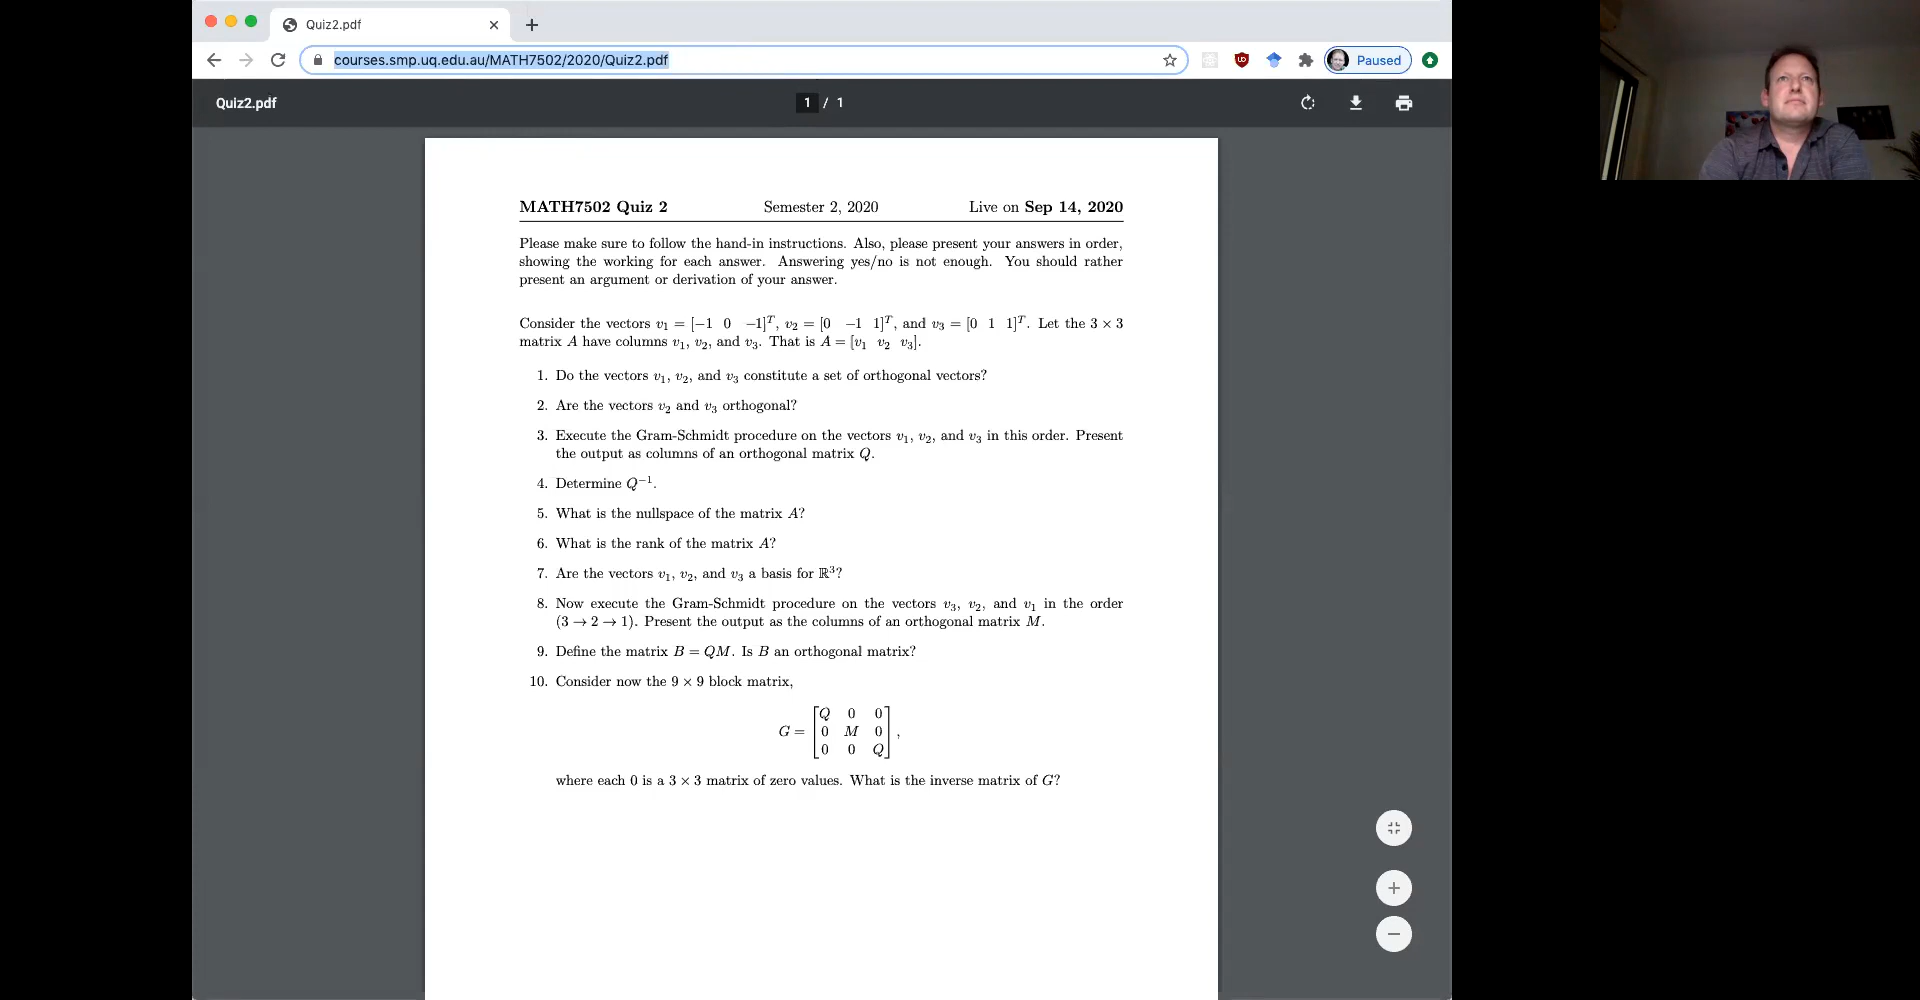 Quiz2.pdf
courses.smp.uq.edu.au/MATH7502/2020/Quiz2.pdf
Paused
Quiz2.pdf
1 / 1
MATH7502 Quiz 2 Semester 2, 2020 Live on Sep 14, 2020
Please make sure to follow the hand-in instructions. Also, please present your answers in order,
showing the working for each answer. Answering yes/no is not enough. You should rather
present an argument or derivation of your answer.
Consider the vectors v₁ = [−1 0 −1]ᵀ, v₂ = [0 −1 1]ᵀ, and v₃ = [0 1 1]ᵀ. Let the 3 × 3
matrix A have columns v₁, v₂, and v₃. That is A = [v₁ v₂ v₃].
1. Do the vectors v₁, v₂, and v₃ constitute a set of orthogonal vectors?
2. Are the vectors v₂ and v₃ orthogonal?
3. Execute the Gram-Schmidt procedure on the vectors v₁, v₂, and v₃ in this order. Present
the output as columns of an orthogonal matrix Q.
4. Determine Q⁻¹.
5. What is the nullspace of the matrix A?
6. What is the rank of the matrix A?
7. Are the vectors v₁, v₂, and v₃ a basis for ℝ³?
8. Now execute the Gram-Schmidt procedure on the vectors v₃, v₂, and v₁ in the order
(3 → 2 → 1). Present the output as the columns of an orthogonal matrix M.
9. Define the matrix B = QM. Is B an orthogonal matrix?
10. Consider now the 9 × 9 block matrix,
Q 0 0
G = 0 M 0 ,
0 0 Q
where each 0 is a 3 × 3 matrix of zero values. What is the inverse matrix of G?